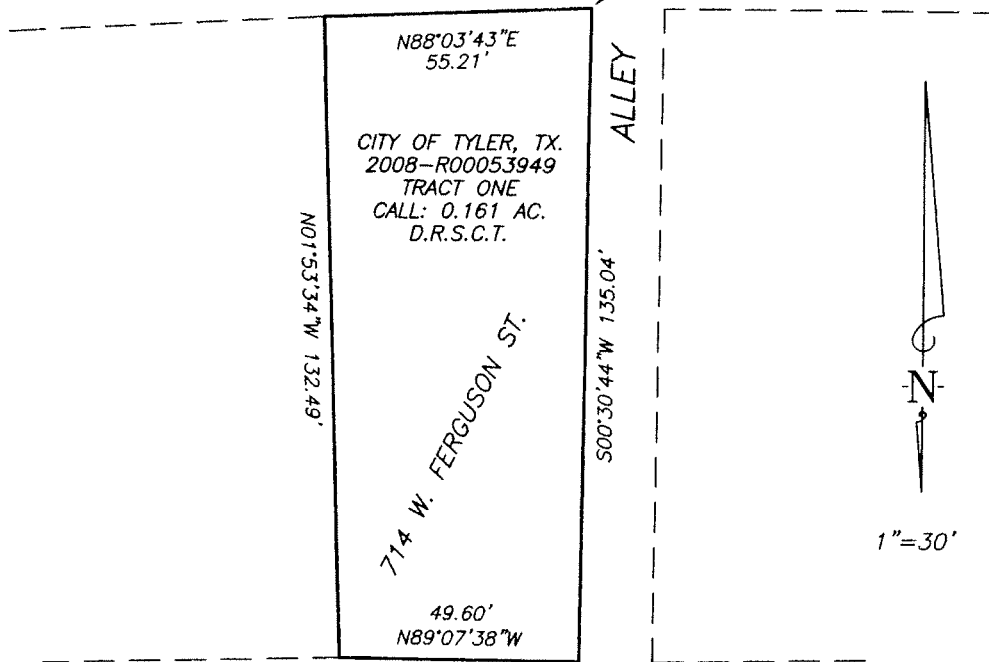 N88°03'43"E
55.21'
ALLEY
CITY OF TYLER, TX.
2008-R00053949
TRACT ONE
CALL: 0.161 AC.
D.R.S.C.T.
N01°53'34"W 132.49'
S00°30'44"W 135.04'
714 W. FERGUSON ST.
N
1"=30'
49.60'
N89°07'38"W